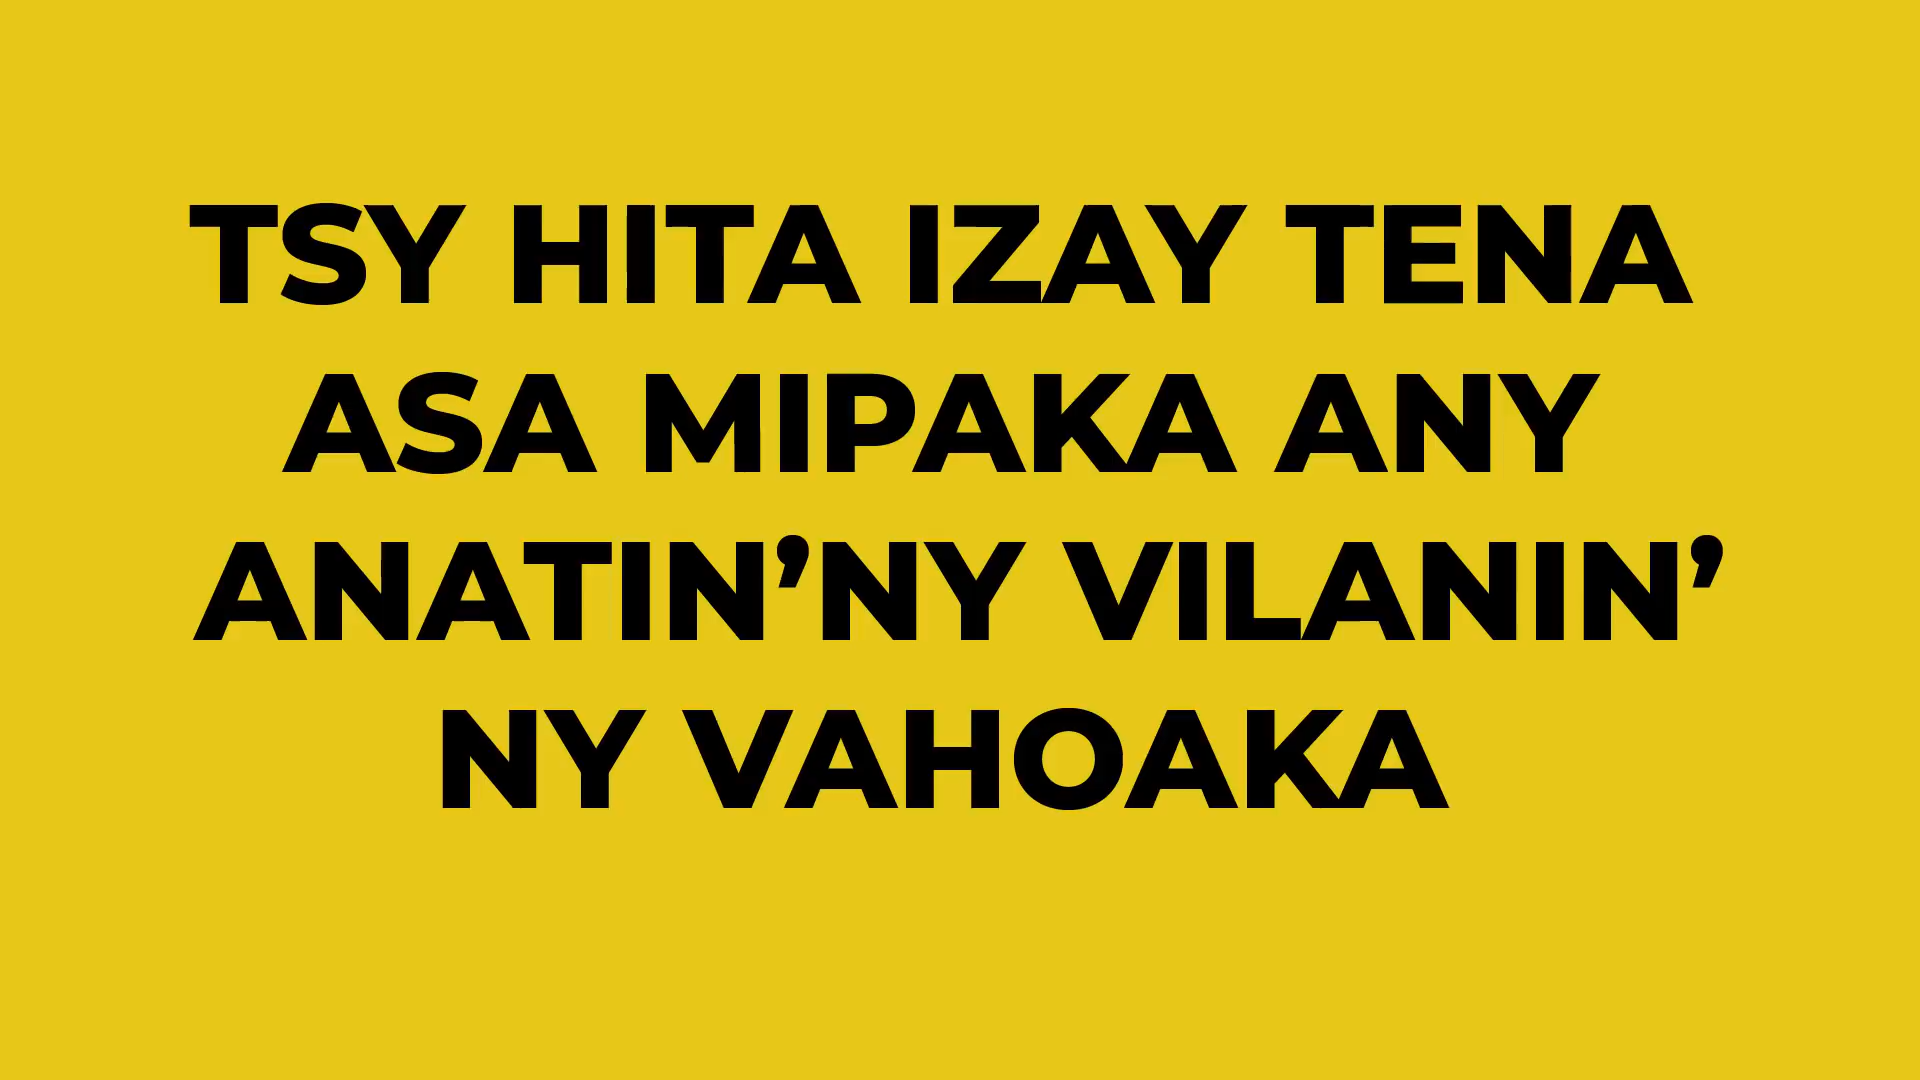 TSY HITA IZAY TENA
ASA MIPAKA ANY
ANATIN’NY VILANIN’
NY VAHOAKA